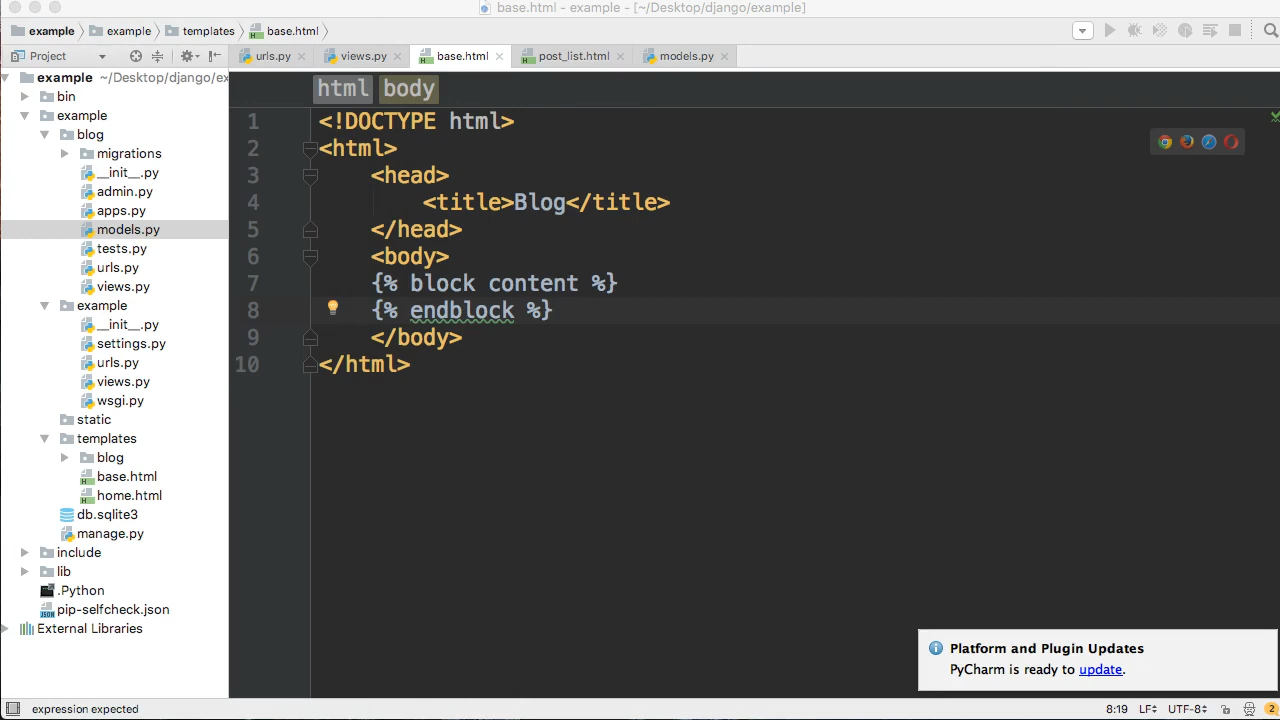 base.html - example - [~/Desktop/django/example]
example example templates base.html
Project urls.py views.py base.html post_list.html models.py
example ~/Desktop/django/ex
bin
example
blog
migrations
__init__.py
admin.py
apps.py
models.py
tests.py
urls.py
views.py
example
__init__.py
settings.py
urls.py
views.py
wsgi.py
static
templates
blog
base.html
home.html
db.sqlite3
manage.py
include
lib
.Python
pip-selfcheck.json
External Libraries
html body
1 <!DOCTYPE html>
2 <html>
3 <head>
4 <title>Blog</title>
5 </head>
6 <body>
7 {% block content %}
8 {% endblock %}
9 </body>
10 </html>
Platform and Plugin Updates
PyCharm is ready to update.
expression expected 8:19 LF UTF-8 2